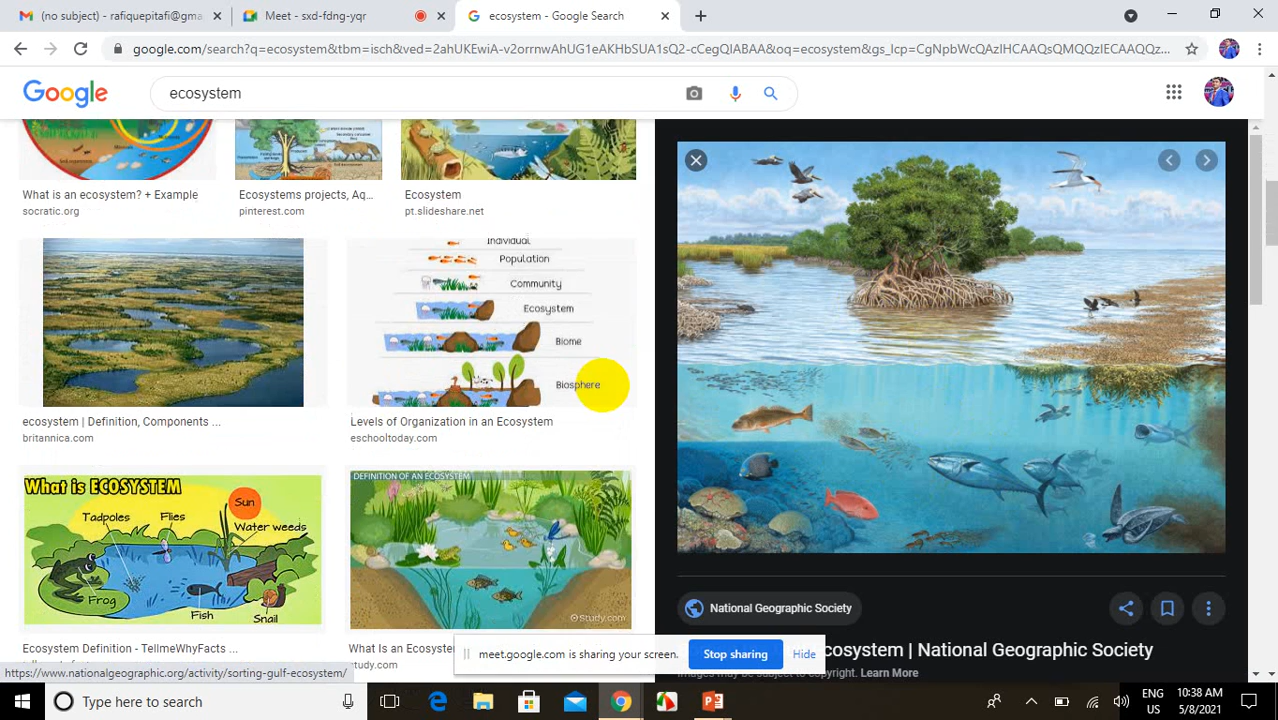 (no subject) - rafiquepitafi@gma
Meet - sxd-fdng-yqr
ecosystem - Google Search
google.com/search?q=ecosystem&tbm=isch&ved=2ahUKEwiA-v2orrnwAhUG1eAKHbSUA1sQ2-cCegQIABAA&oq=ecosystem&gs_lcp=CgNpbWcQAzIHCAAQsQMQQzIECAAQQz...
Google
ecosystem
What is an ecosystem? + Example
socratic.org
Ecosystems projects, Aq...
pinterest.com
Ecosystem
pt.slideshare.net
Individual
Population
Community
Ecosystem
Biome
Biosphere
ecosystem | Definition, Components ...
britannica.com
Levels of Organization in an Ecosystem
eschooltoday.com
What is ECOSYSTEM
Sun
Tadpoles
Flies
Water weeds
Frog
Fish
Snail
DEFINITION OF AN ECOSYSTEM
Study.com
Ecosystem Definition - TellmeWhyFacts ...
What Is an Ecosystem
study.com
National Geographic Society
cosystem | National Geographic Society
Images may be subject to copyright. Learn More
meet.google.com is sharing your screen.
Stop sharing
Hide
https://www.nationalgeographic.org/activity/sorting-gulf-ecosystem/
Type here to search
ENG
US
10:38 AM
5/8/2021